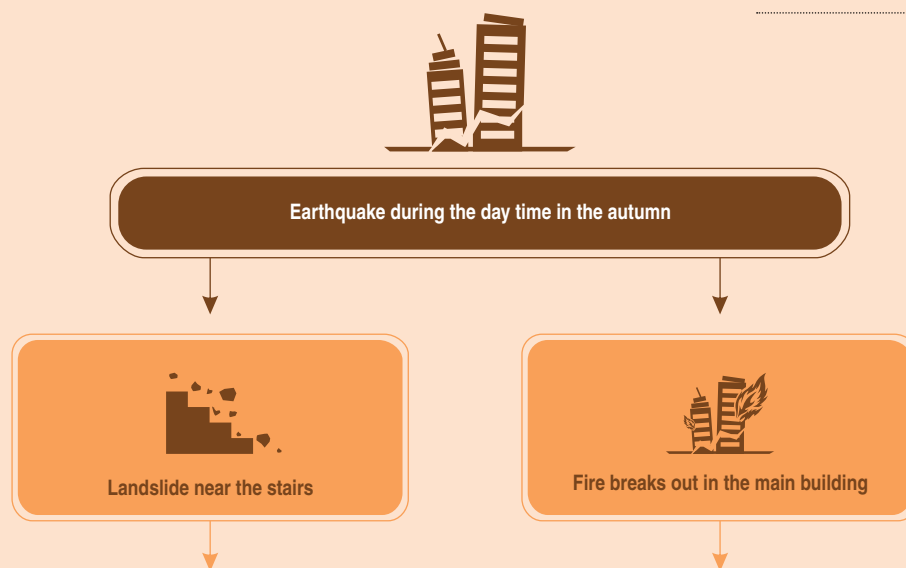 Earthquake during the day time in the autumn
Landslide near the stairs
Fire breaks out in the main building